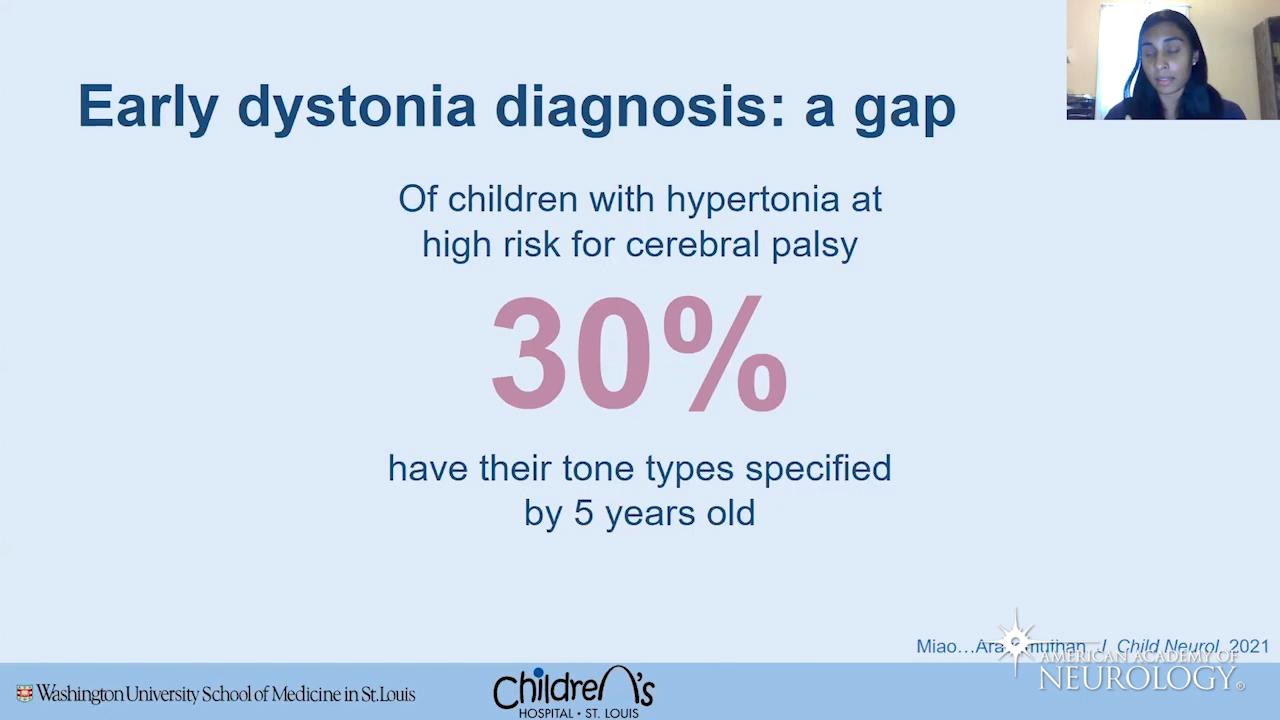 Early dystonia diagnosis: a gap
Of children with hypertonia at
high risk for cerebral palsy
30%
have their tone types specified
by 5 years old
Miao… J Child Neurol, 2021
AMERICAN ACADEMY OF
NEUROLOGY®
Washington University School of Medicine in St. Louis
Children's
HOSPITAL • ST. LOUIS